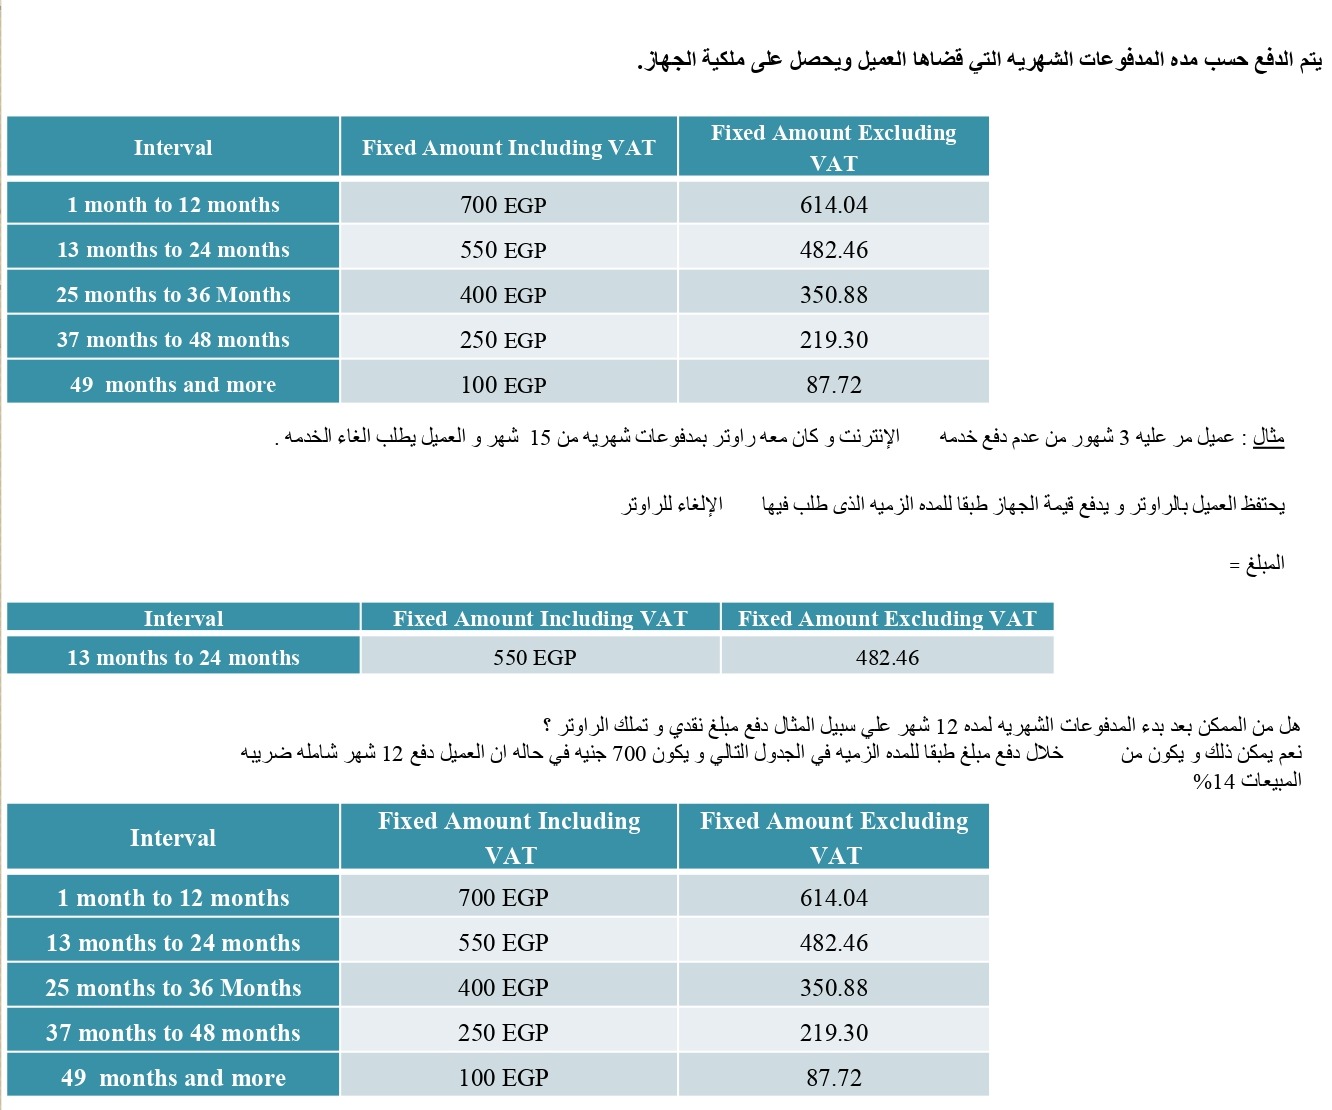 يتم الدفع حسب مده المدفوعات الشهريه التي قضاها العميل ويحصل على ملكية الجهاز.
Interval Fixed Amount Including VAT Fixed Amount Excluding VAT
1 month to 12 months 700 EGP 614.04
13 months to 24 months 550 EGP 482.46
25 months to 36 Months 400 EGP 350.88
37 months to 48 months 250 EGP 219.30
49 months and more 100 EGP 87.72
مثال : عميل مر عليه 3 شهور من عدم دفع خدمه الإنترنت و كان معه راوتر بمدفوعات شهريه من 15 شهر و العميل يطلب الغاء الخدمه .
يحتفظ العميل بالراوتر و يدفع قيمة الجهاز طبقا للمده الزميه الذى طلب فيها الإلغاء للراوتر
المبلغ =
Interval Fixed Amount Including VAT Fixed Amount Excluding VAT
13 months to 24 months 550 EGP 482.46
هل من الممكن بعد بدء المدفوعات الشهريه لمده 12 شهر علي سبيل المثال دفع مبلغ نقدي و تملك الراوتر ؟
نعم يمكن ذلك و يكون من خلال دفع مبلغ طبقا للمده الزميه في الجدول التالي و يكون 700 جنيه في حاله ان العميل دفع 12 شهر شامله ضريبه
المبيعات 14%
Interval Fixed Amount Including VAT Fixed Amount Excluding VAT
1 month to 12 months 700 EGP 614.04
13 months to 24 months 550 EGP 482.46
25 months to 36 Months 400 EGP 350.88
37 months to 48 months 250 EGP 219.30
49 months and more 100 EGP 87.72